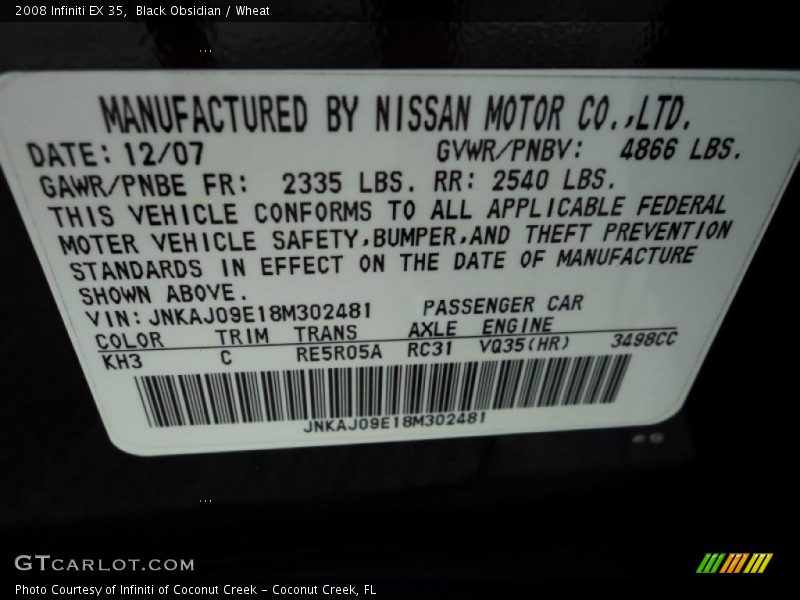 2008 Infiniti EX 35,  Black Obsidian / Wheat
MANUFACTURED BY NISSAN MOTOR CO.,LTD.
DATE: 12/07 GVWR/PNBV: 4866 LBS.
GAWR/PNBE FR: 2335 LBS. RR: 2540 LBS.
THIS VEHICLE CONFORMS TO ALL APPLICABLE FEDERAL
MOTER VEHICLE SAFETY,BUMPER,AND THEFT PREVENTION
STANDARDS IN EFFECT ON THE DATE OF MANUFACTURE
SHOWN ABOVE.
VIN: JNKAJ09E18M302481 PASSENGER CAR
COLOR TRIM TRANS AXLE ENGINE
KH3 C RE5R05A RC31 VQ35(HR) 3498CC
JNKAJ09E18M302481
GTCARLOT.COM
Photo Courtesy of Infiniti of Coconut Creek - Coconut Creek, FL